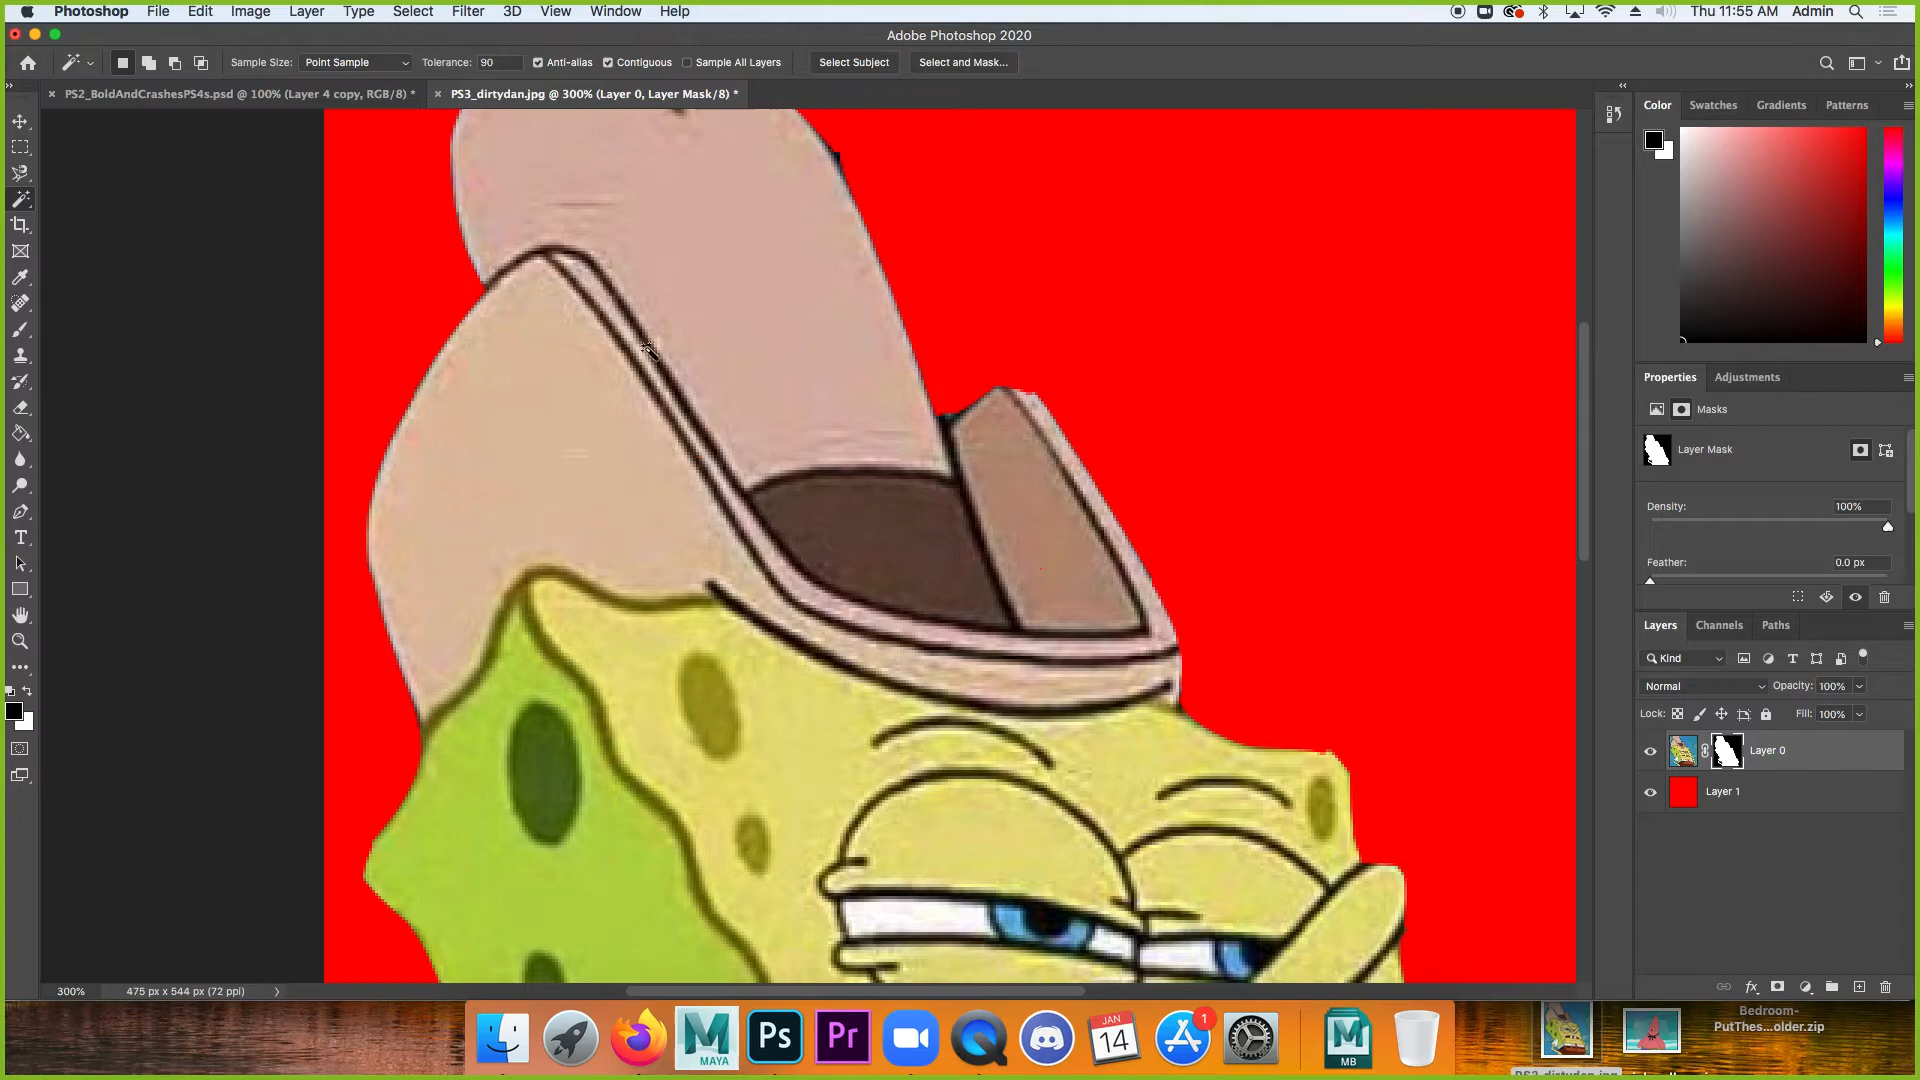 Photoshop File Edit Image Layer Type Select Filter 3D View Window Help Thu 11:55 AM Admin
Adobe Photoshop 2020
Sample Size: Point Sample Tolerance: 90 Anti-alias Contiguous Sample All Layers Select Subject Select and Mask...
PS2_BoldAndCrashesPS4s.psd @ 100% (Layer 4 copy, RGB/8) * PS3_dirtydan.jpg @ 300% (Layer 0, Layer Mask/8) *
Color Swatches Gradients Patterns
Properties Adjustments
Masks
Layer Mask
Density: 100%
Feather: 0.0 px
Layers Channels Paths
Kind
Normal Opacity: 100%
Lock: Fill: 100%
Layer 0
Layer 1
300% 475 px x 544 px (72 ppi)
MAYA
Ps
Pr
JAN
14
1
MB
Bedroom-
PutThes...older.zip
PS3_dirtydan.jpg